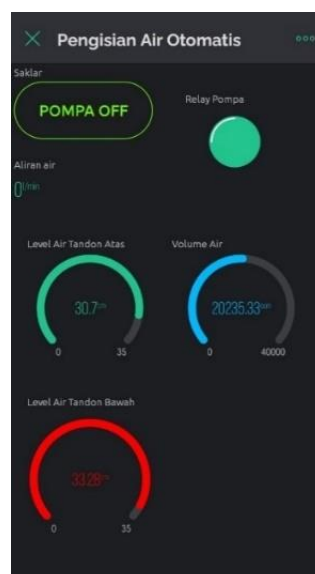 Pengisian Air Otomatis
Saklar
POMPA OFF
Relay Pompa
Aliran air
0 l/min
Level Air Tandon Atas
Volume Air
30.7
20235.33
0 35
0 40000
Level Air Tandon Bawah
33.28
0 35